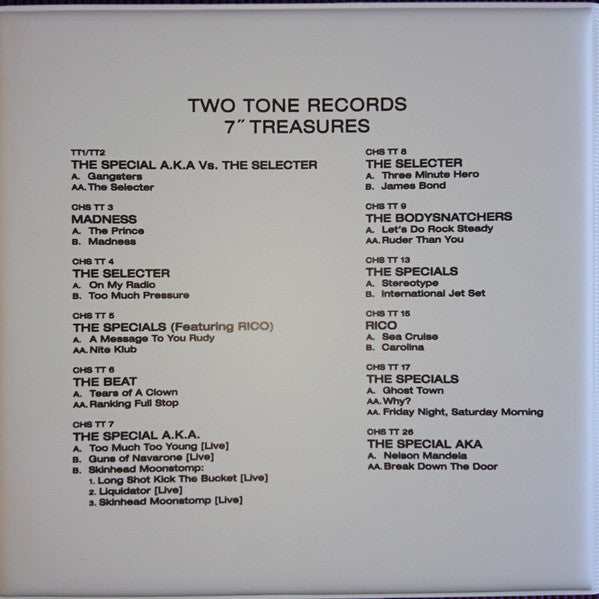 TWO TONE RECORDS
7" TREASURES
TT1/TT2
THE SPECIAL A.K.A Vs. THE SELECTER
A. Gangsters
AA. The Selecter
CHS TT 3
MADNESS
A. The Prince
B. Madness
CHS TT 4
THE SELECTER
A. On My Radio
B. Too Much Pressure
CHS TT 5
THE SPECIALS (Featuring RICO)
A. A Message To You Rudy
AA. Nite Klub
CHS TT 6
THE BEAT
A. Tears of A Clown
AA. Ranking Full Stop
CHS TT 7
THE SPECIAL A.K.A.
A. Too Much Too Young [Live]
B. Guns of Navarone [Live]
B. Skinhead Moonstomp:
1. Long Shot Kick The Bucket [Live]
2. Liquidator [Live]
3. Skinhead Moonstomp [Live]
CHS TT 8
THE SELECTER
A. Three Minute Hero
B. James Bond
CHS TT 9
THE BODYSNATCHERS
A. Let's Do Rock Steady
AA. Ruder Than You
CHS TT 13
THE SPECIALS
A. Stereotype
B. International Jet Set
CHS TT 15
RICO
A. Sea Cruise
B. Carolina
CHS TT 17
THE SPECIALS
A. Ghost Town
AA. Why?
AA. Friday Night, Saturday Morning
CHS TT 26
THE SPECIAL AKA
A. Nelson Mandela
AA. Break Down The Door